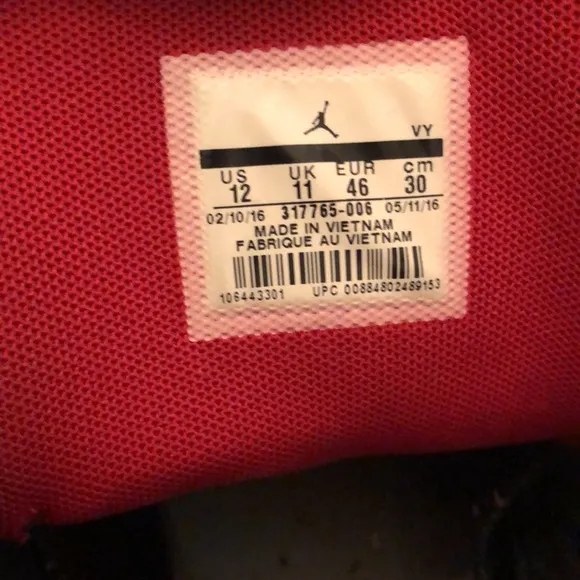 VY
US UK EUR cm
12 11 46 30
02/10/16 317765-006 05/11/16
MADE IN VIETNAM
FABRIQUE AU VIETNAM
106443301 UPC 00884802489153